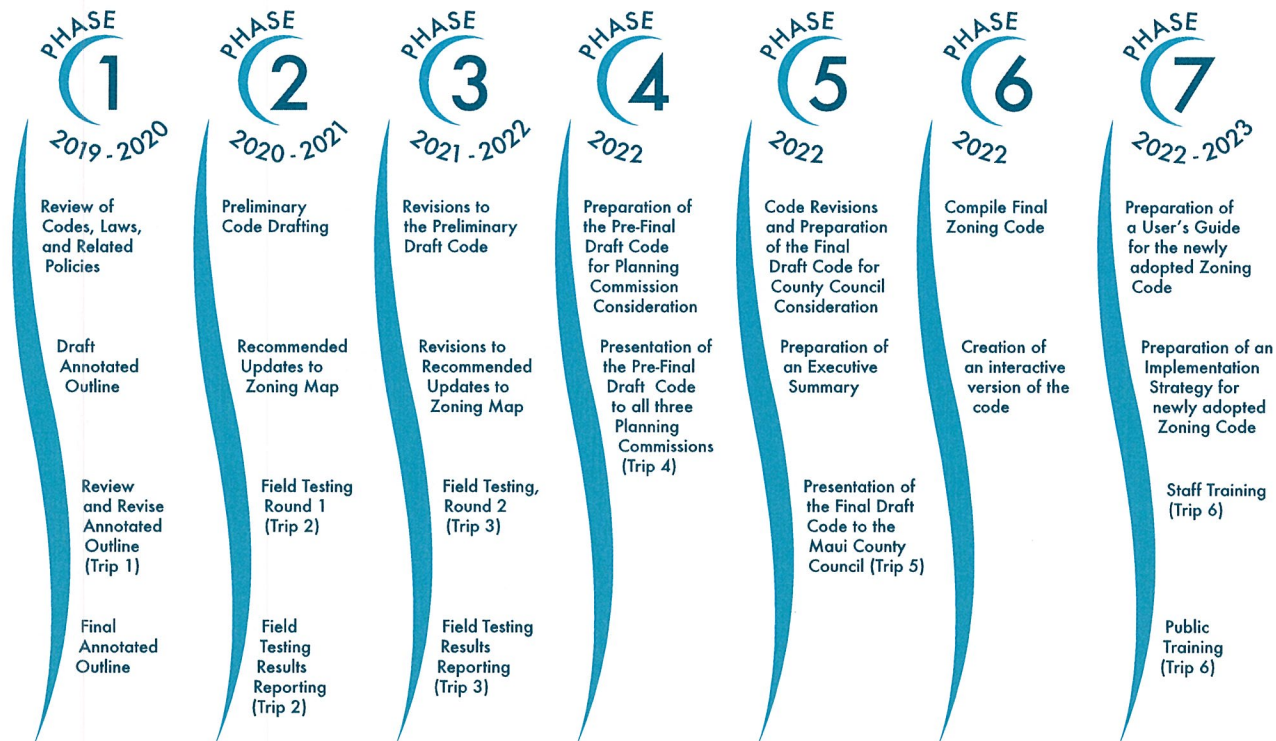 PHASE
1
2019-2020
Review of
Codes, Laws,
and Related
Policies
Draft
Annotated
Outline
Review
and Revise
Annotated
Outline
(Trip 1)
Final
Annotated
Outline
PHASE
2
2020-2021
Preliminary
Code Drafting
Recommended
Updates to
Zoning Map
Field Testing
Round 1
(Trip 2)
Field
Testing
Results
Reporting
(Trip 2)
PHASE
3
2021-2022
Revisions to
the Preliminary
Draft Code
Revisions to
Recommended
Updates to
Zoning Map
Field Testing,
Round 2
(Trip 3)
Field Testing
Results
Reporting
(Trip 3)
PHASE
4
2022
Preparation of
the Pre-Final
Draft Code
for Planning
Commission
Consideration
Presentation of
the Pre-Final
Draft Code
to all three
Planning
Commissions
(Trip 4)
PHASE
5
2022
Code Revisions
and Preparation
of the Final
Draft Code for
County Council
Consideration
Preparation of
an Executive
Summary
Presentation of
the Final Draft
Code to the
Maui County
Council (Trip 5)
PHASE
6
2022
Compile Final
Zoning Code
Creation of
an interactive
version of the
code
PHASE
7
2022-2023
Preparation of
a User's Guide
for the newly
adopted Zoning
Code
Preparation of an
Implementation
Strategy for
newly adopted
Zoning Code
Staff Training
(Trip 6)
Public
Training
(Trip 6)